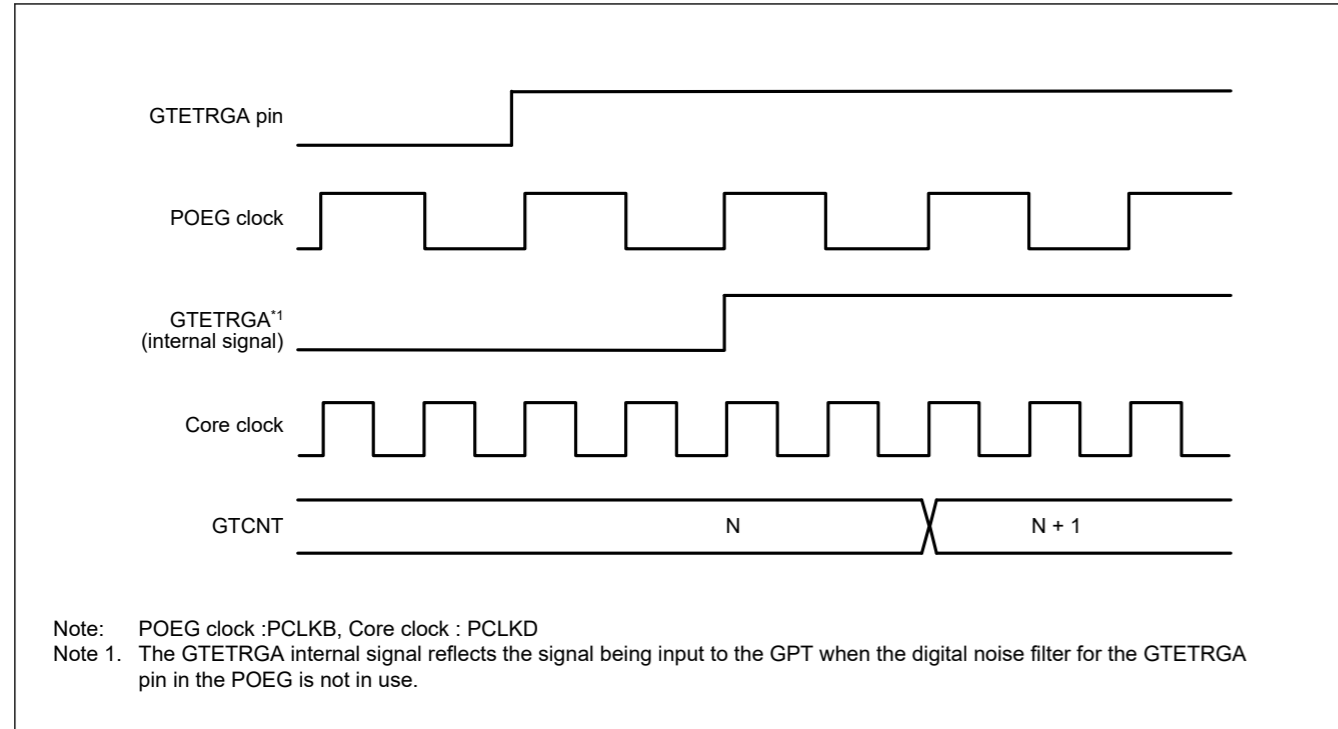 GTETRGA pin
POEG clock
GTETRGA*1
(internal signal)
Core clock
GTCNT N N + 1
Note: POEG clock :PCLKB, Core clock : PCLKD
Note 1. The GTETRGA internal signal reflects the signal being input to the GPT when the digital noise filter for the GTETRGA
pin in the POEG is not in use.